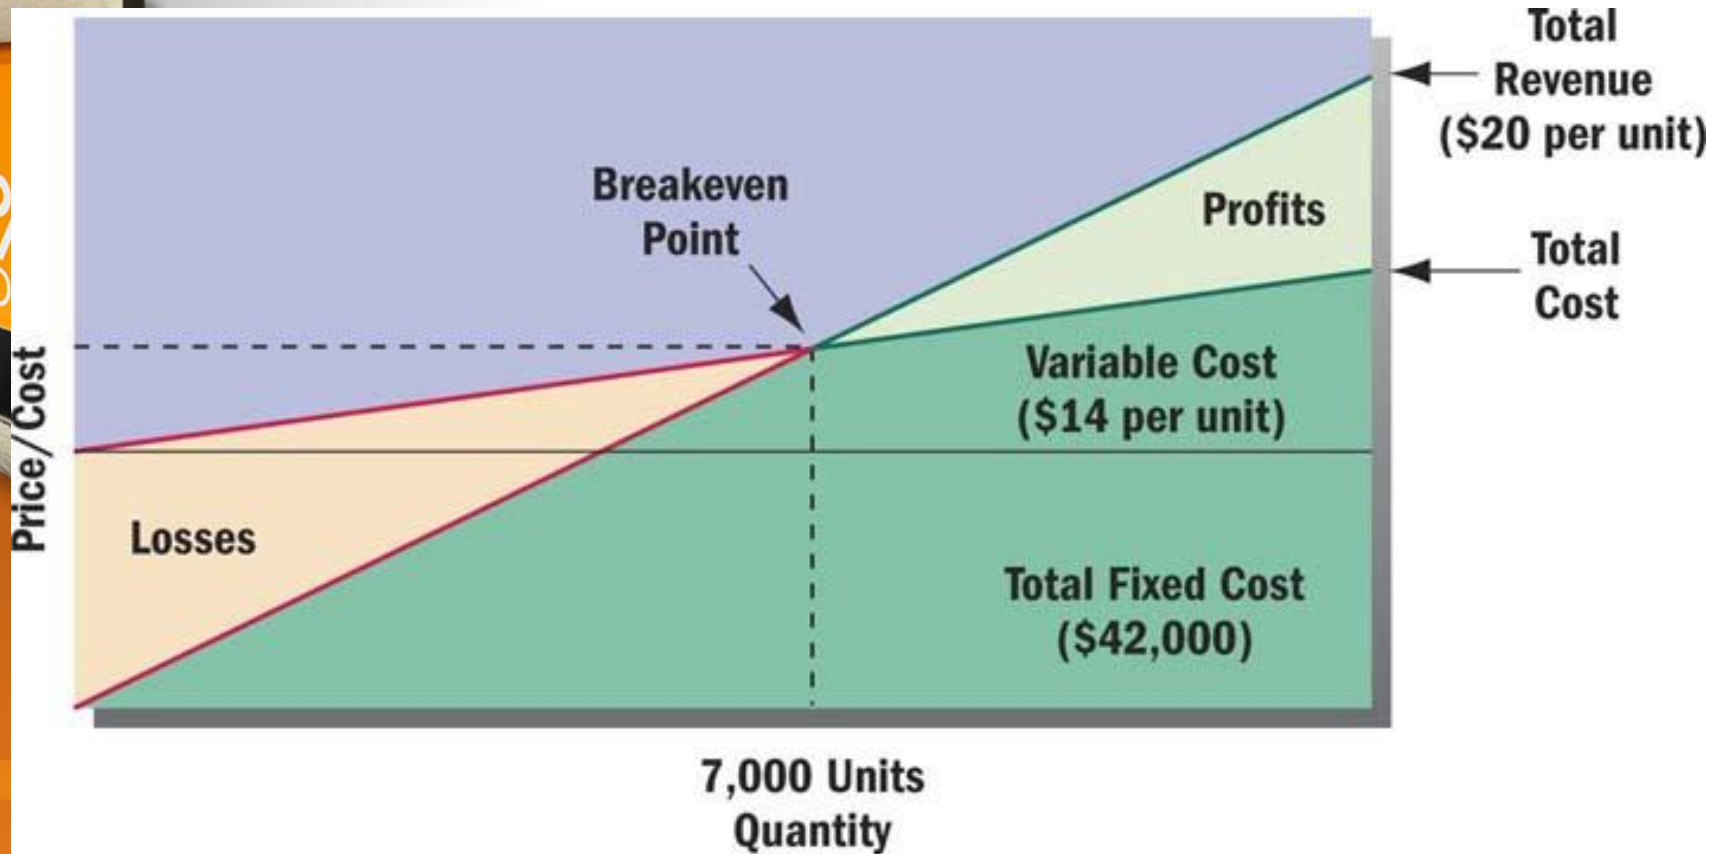 Total
Revenue
($20 per unit)
Breakeven
Point
Profits
Total
Cost
Variable Cost
($14 per unit)
Price/Cost
Losses
Total Fixed Cost
($42,000)
7,000 Units
Quantity